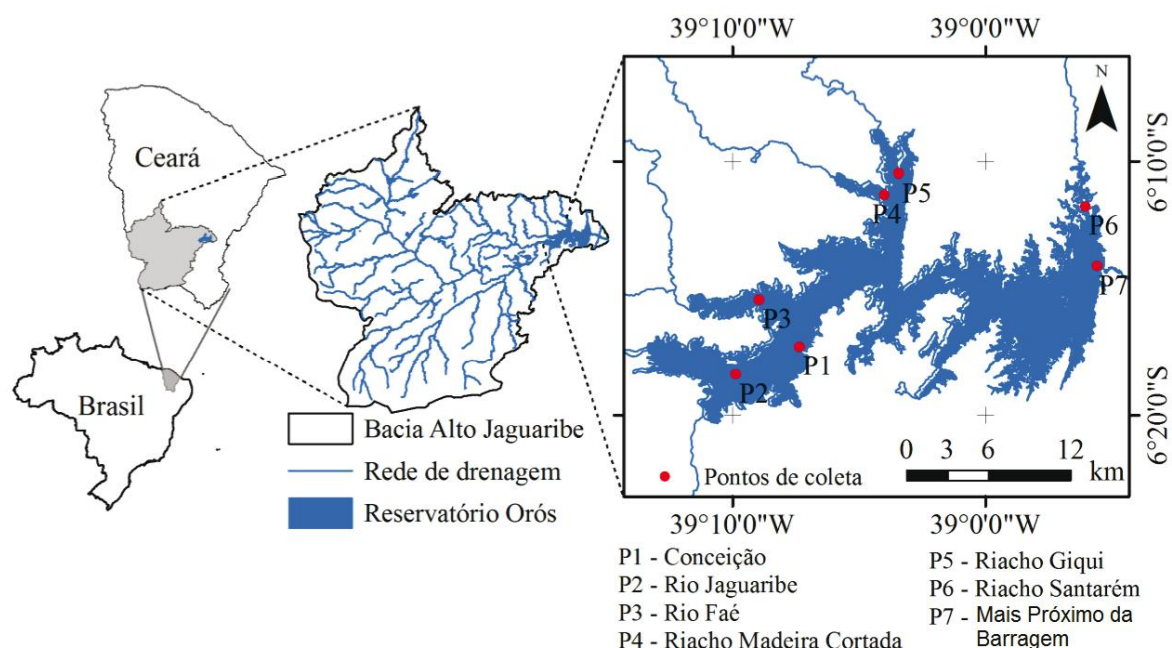 Ceará
Brasil
Bacia Alto Jaguaribe
Rede de drenagem
Reservatório Orós
39°10'0"W
39°0'0"W
N
6°10'0"S
6°20'0"S
P5
P4
P6
P7
P3
P1
P2
0 3 6 12
km
Pontos de coleta
39°10'0"W
39°0'0"W
P1 - Conceição
P2 - Rio Jaguaribe
P3 - Rio Faé
P4 - Riacho Madeira Cortada
P5 - Riacho Giqui
P6 - Riacho Santarém
P7 - Mais Próximo da
Barragem